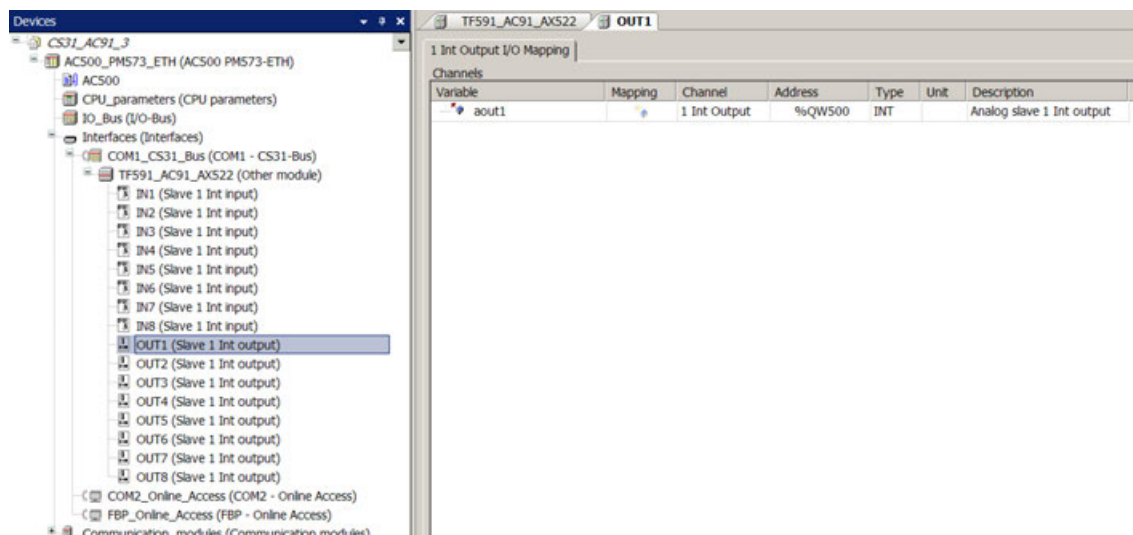 Devices
CS31_AC91_3
AC500_PM573_ETH (AC500 PM573-ETH)
AC500
CPU_parameters (CPU parameters)
IO_Bus (I/O-Bus)
Interfaces (Interfaces)
COM1_CS31_Bus (COM1 - CS31-Bus)
TF591_AC91_AX522 (Other module)
IN1 (Slave 1 Int input)
IN2 (Slave 1 Int input)
IN3 (Slave 1 Int input)
IN4 (Slave 1 Int input)
IN5 (Slave 1 Int input)
IN6 (Slave 1 Int input)
IN7 (Slave 1 Int input)
IN8 (Slave 1 Int input)
OUT1 (Slave 1 Int output)
OUT2 (Slave 1 Int output)
OUT3 (Slave 1 Int output)
OUT4 (Slave 1 Int output)
OUT5 (Slave 1 Int output)
OUT6 (Slave 1 Int output)
OUT7 (Slave 1 Int output)
OUT8 (Slave 1 Int output)
COM2_Online_Access (COM2 - Online Access)
FBP_Online_Access (FBP - Online Access)
Communication_modules (Communication modules)
TF591_AC91_AX522 OUT1
1 Int Output I/O Mapping
Channels
Variable Mapping Channel Address Type Unit Description
aout1 1 Int Output %QW500 INT Analog slave 1 Int output